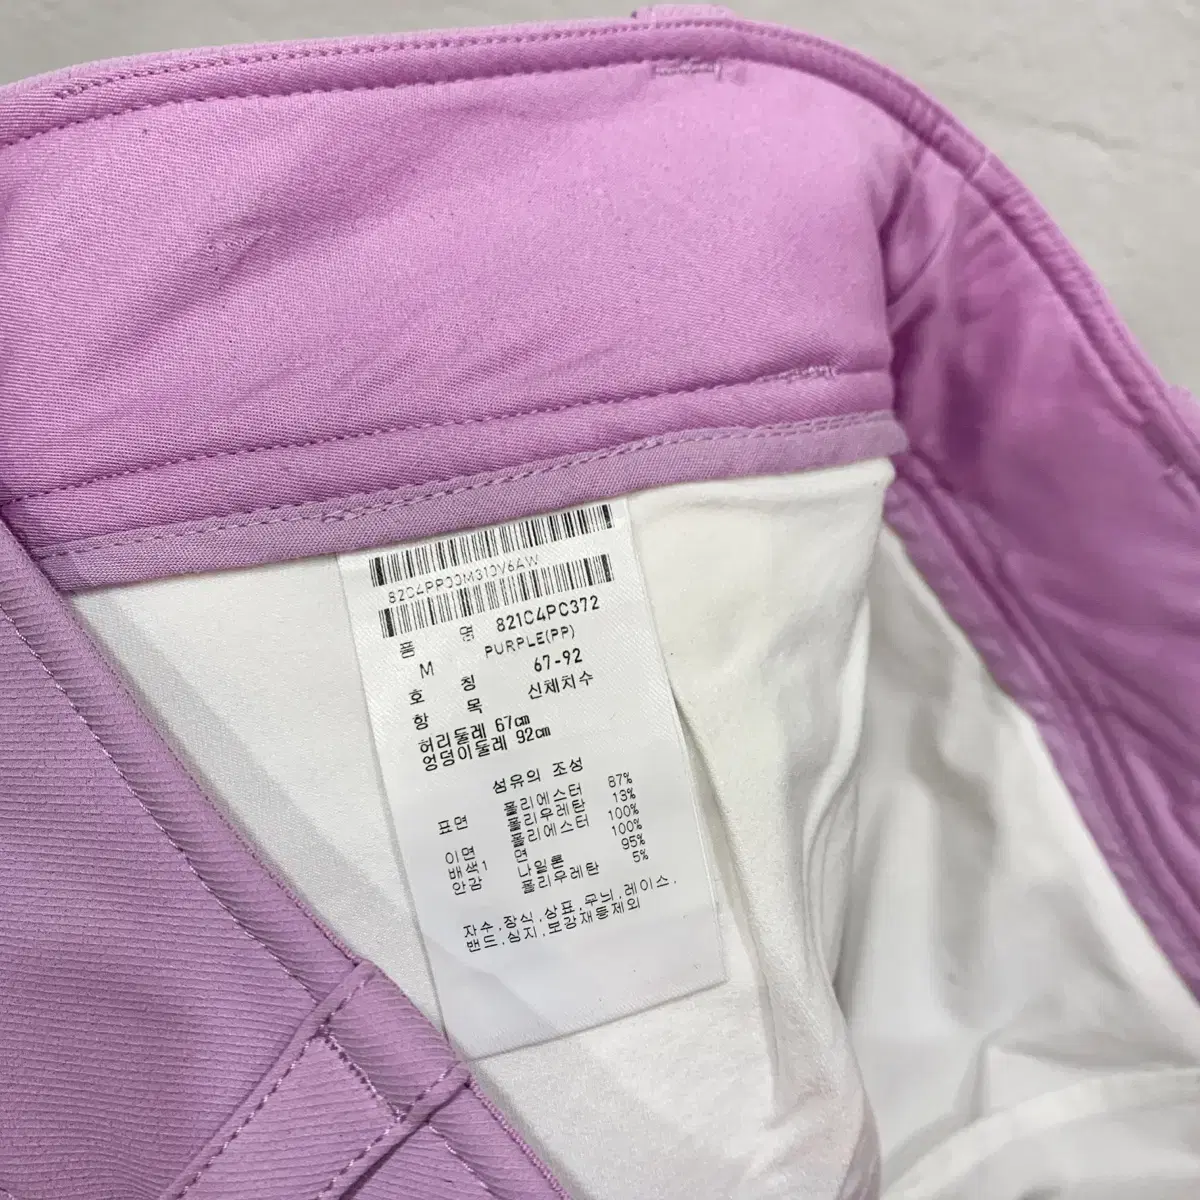 82C4PP00M310V6AW
품 명 821C4PC372
PURPLE(PP)
M
호 칭 67-92
항 목 신체치수
허리둘레 67cm
엉덩이둘레 92cm
섬유의 조성
표면 폴리에스터 87%
폴리우레탄 13%
이면 폴리에스터 100%
배색1 면 100%
안감 나일론 95%
폴리우레탄 5%
자수,장식,상표,무늬,레이스,
밴드,심지,보강재등제외